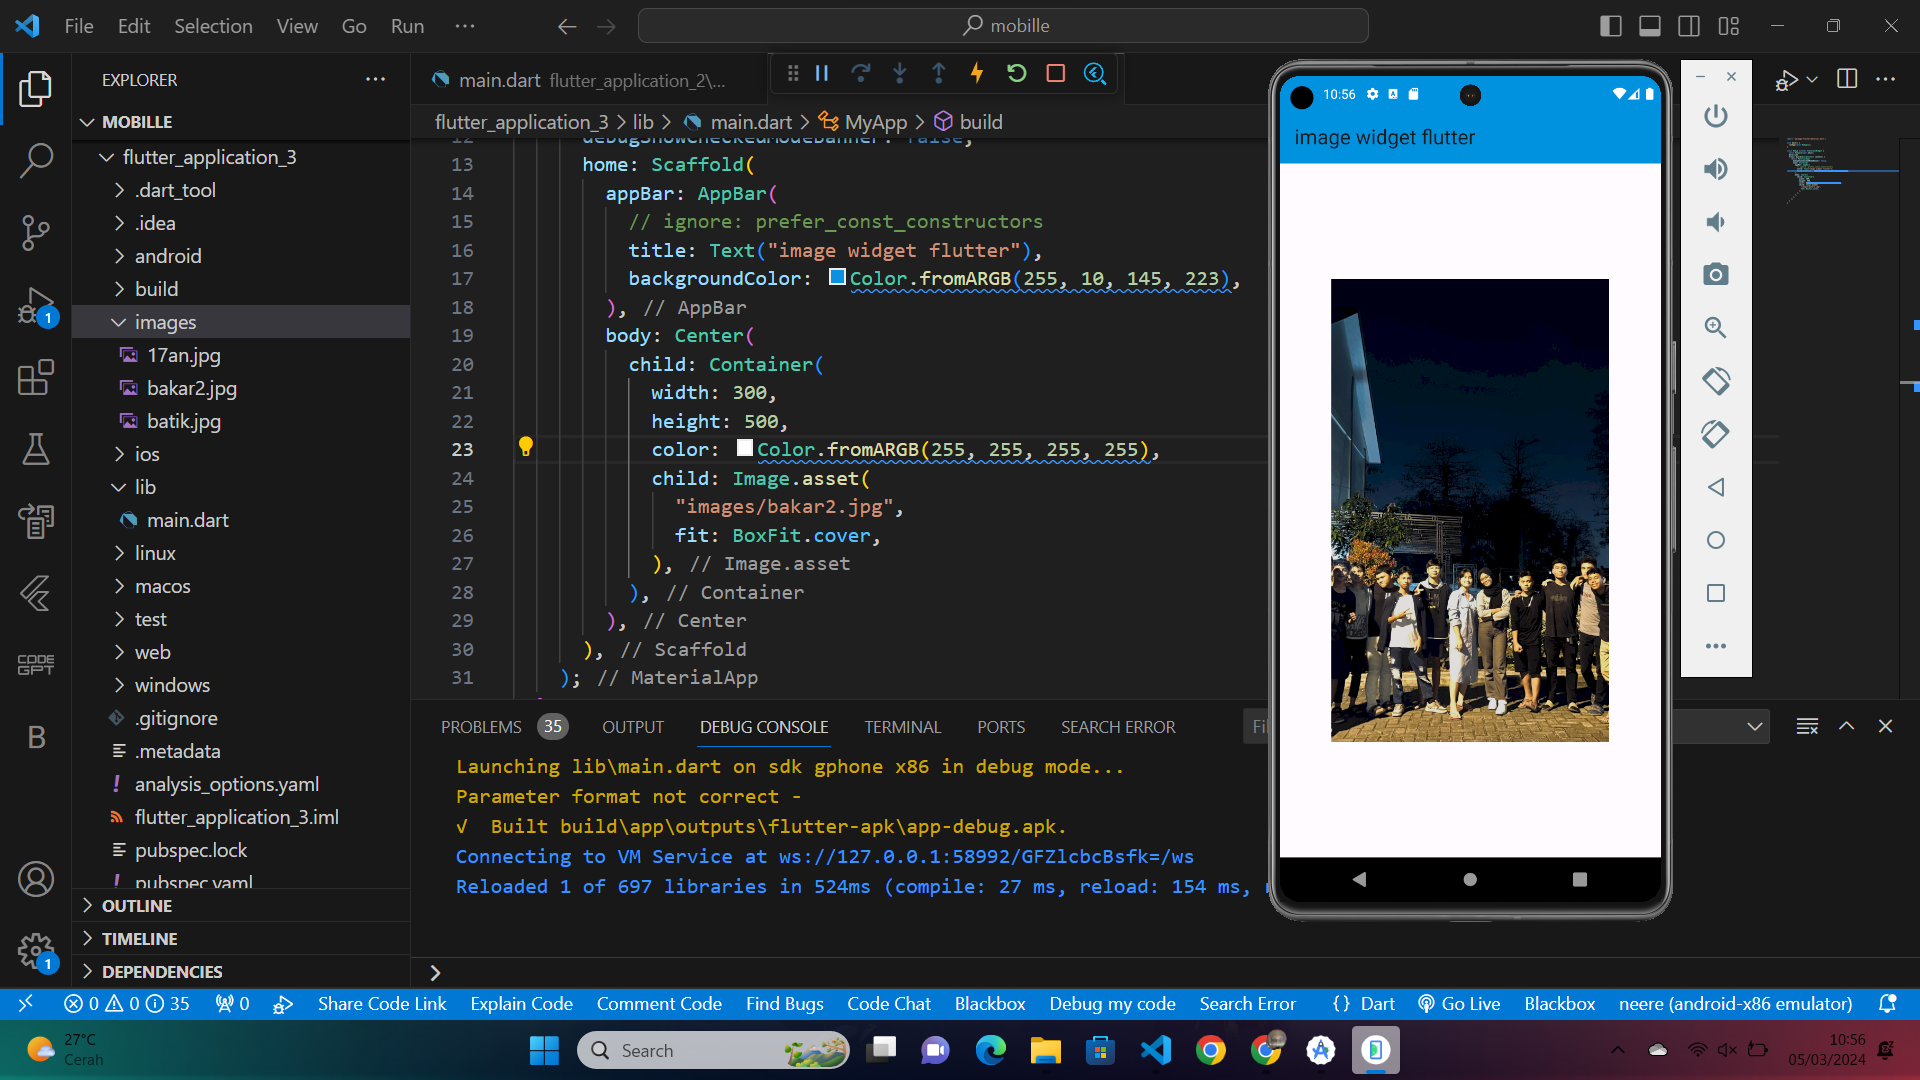 File Edit Selection View Go Run ··· mobille
EXPLORER ···
MOBILLE
flutter_application_3
.dart_tool
.idea
android
build
images
17an.jpg
bakar2.jpg
batik.jpg
ios
lib
main.dart
linux
macos
test
web
windows
.gitignore
.metadata
analysis_options.yaml
flutter_application_3.iml
pubspec.lock
pubspec.yaml
OUTLINE
TIMELINE
DEPENDENCIES
CODE
GPT
B
1
1
main.dart flutter_application_2\...
flutter_application_3 > lib > main.dart > MyApp > build
12 debugShowCheckedModeBanner: false,
13 home: Scaffold(
14 appBar: AppBar(
15 // ignore: prefer_const_constructors
16 title: Text("image widget flutter"),
17 backgroundColor: Color.fromARGB(255, 10, 145, 223),
18 ), // AppBar
19 body: Center(
20 child: Container(
21 width: 300,
22 height: 500,
23 color: Color.fromARGB(255, 255, 255, 255),
24 child: Image.asset(
25 "images/bakar2.jpg",
26 fit: BoxFit.cover,
27 ), // Image.asset
28 ), // Container
29 ), // Center
30 ), // Scaffold
31 ); // MaterialApp
PROBLEMS 35 OUTPUT DEBUG CONSOLE TERMINAL PORTS SEARCH ERROR
Launching lib\main.dart on sdk gphone x86 in debug mode...
Parameter format not correct -
√ Built build\app\outputs\flutter-apk\app-debug.apk.
Connecting to VM Service at ws://127.0.0.1:58992/GFZlcbcBsfk=/ws
Reloaded 1 of 697 libraries in 524ms (compile: 27 ms, reload: 154 ms,
10:56
image widget flutter
0 0 35 0 Share Code Link Explain Code Comment Code Find Bugs Code Chat Blackbox Debug my code Search Error {} Dart Go Live Blackbox neere (android-x86 emulator)
27°C
Cerah
Search
10:56
05/03/2024